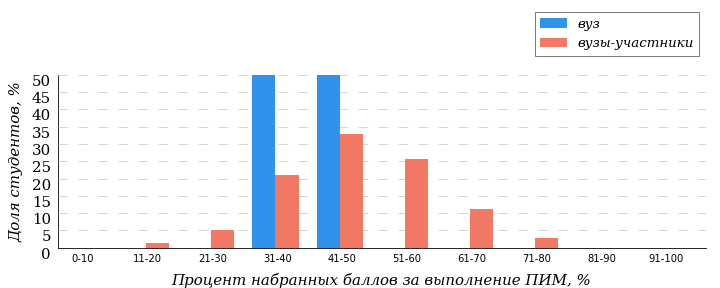 вуз
вузы-участники
Доля студентов, %
50
45
40
35
30
25
20
15
10
5
0
0-10 11-20 21-30 31-40 41-50 51-60 61-70 71-80 81-90 91-100
Процент набранных баллов за выполнение ПИМ, %